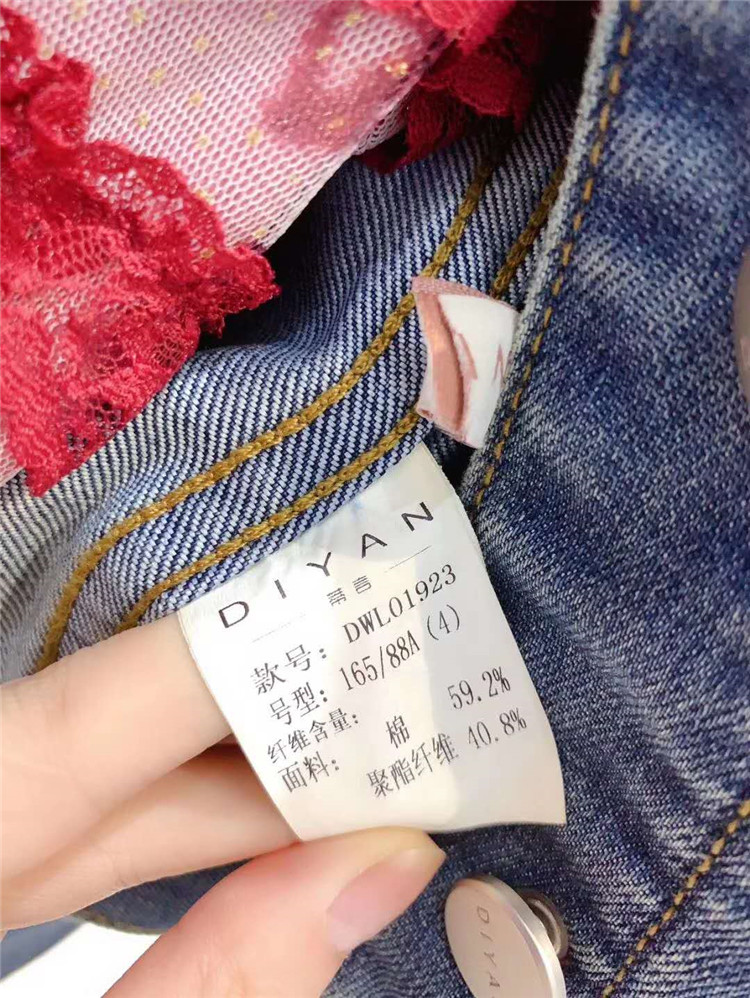 DIYAN
蒂言
款号: DWL01923
号型: 165/88A(4)
纤维含量:
面料: 棉 59.2%
聚酯纤维 40.8%
DIYA